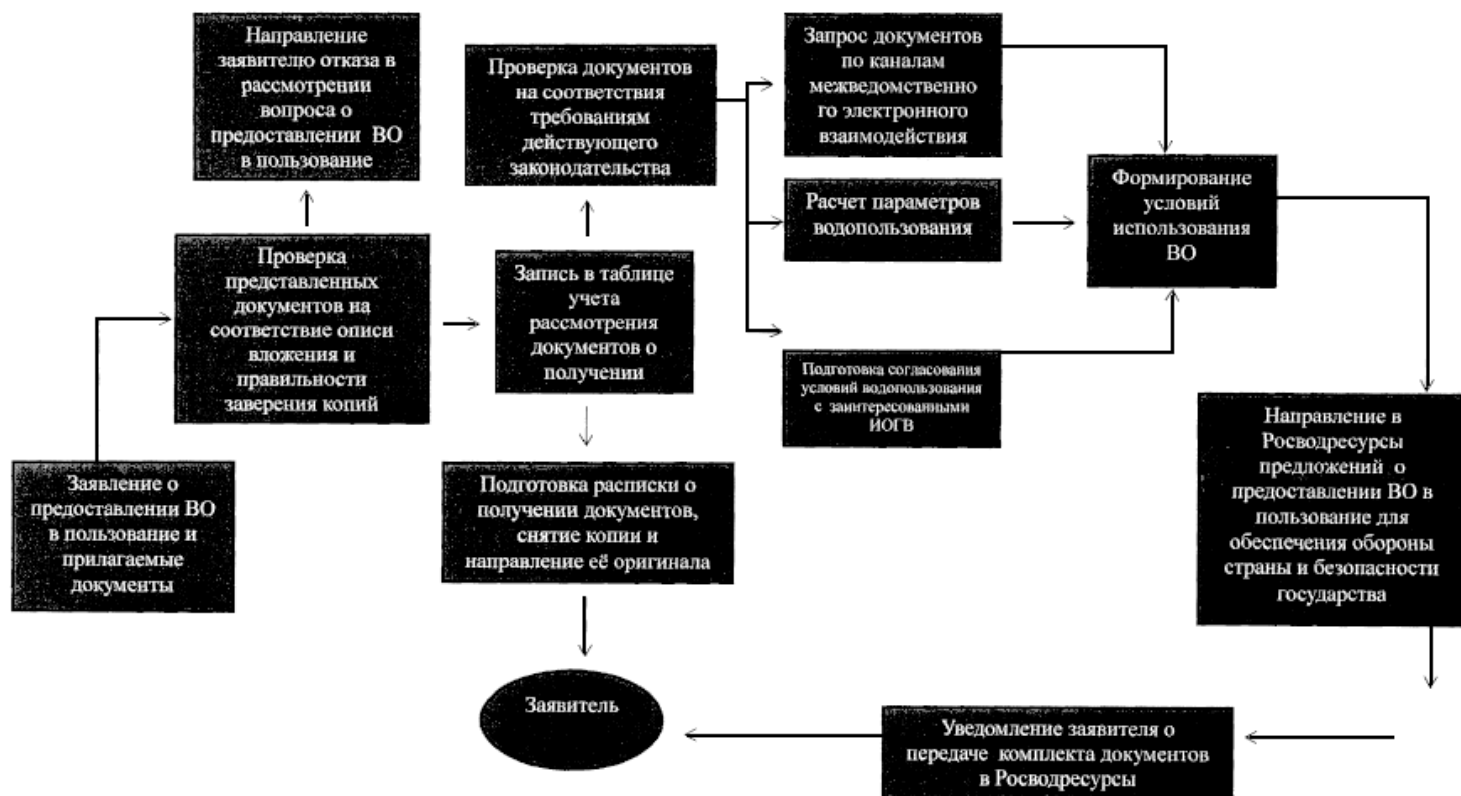 Направление
заявителю отказа в
рассмотрении
вопроса о
предоставлении ВО
в пользование
Проверка документов
на соответствия
требованиям
действующего
законодательства
Запрос документов
по каналам
межведомственно
го электронного
взаимодействия
Расчет параметров
водопользования
Формирование
условий
использования
ВО
Проверка
представленных
документов на
соответствие описи
вложения и
правильности
заверения копий
Запись в таблице
учета
рассмотрения
документов о
получении
Подготовка согласования
условий водопользования
с заинтересованными
ИОГВ
Заявление о
предоставлении ВО
в пользование и
прилагаемые
документы
Подготовка расписки о
получении документов,
снятие копии и
направление её оригинала
Направление в
Росводресурсы
предложений о
предоставлении ВО в
пользование для
обеспечения обороны
страны и безопасности
государства
Заявитель
Уведомление заявителя о
передаче комплекта документов
в Росводресурсы